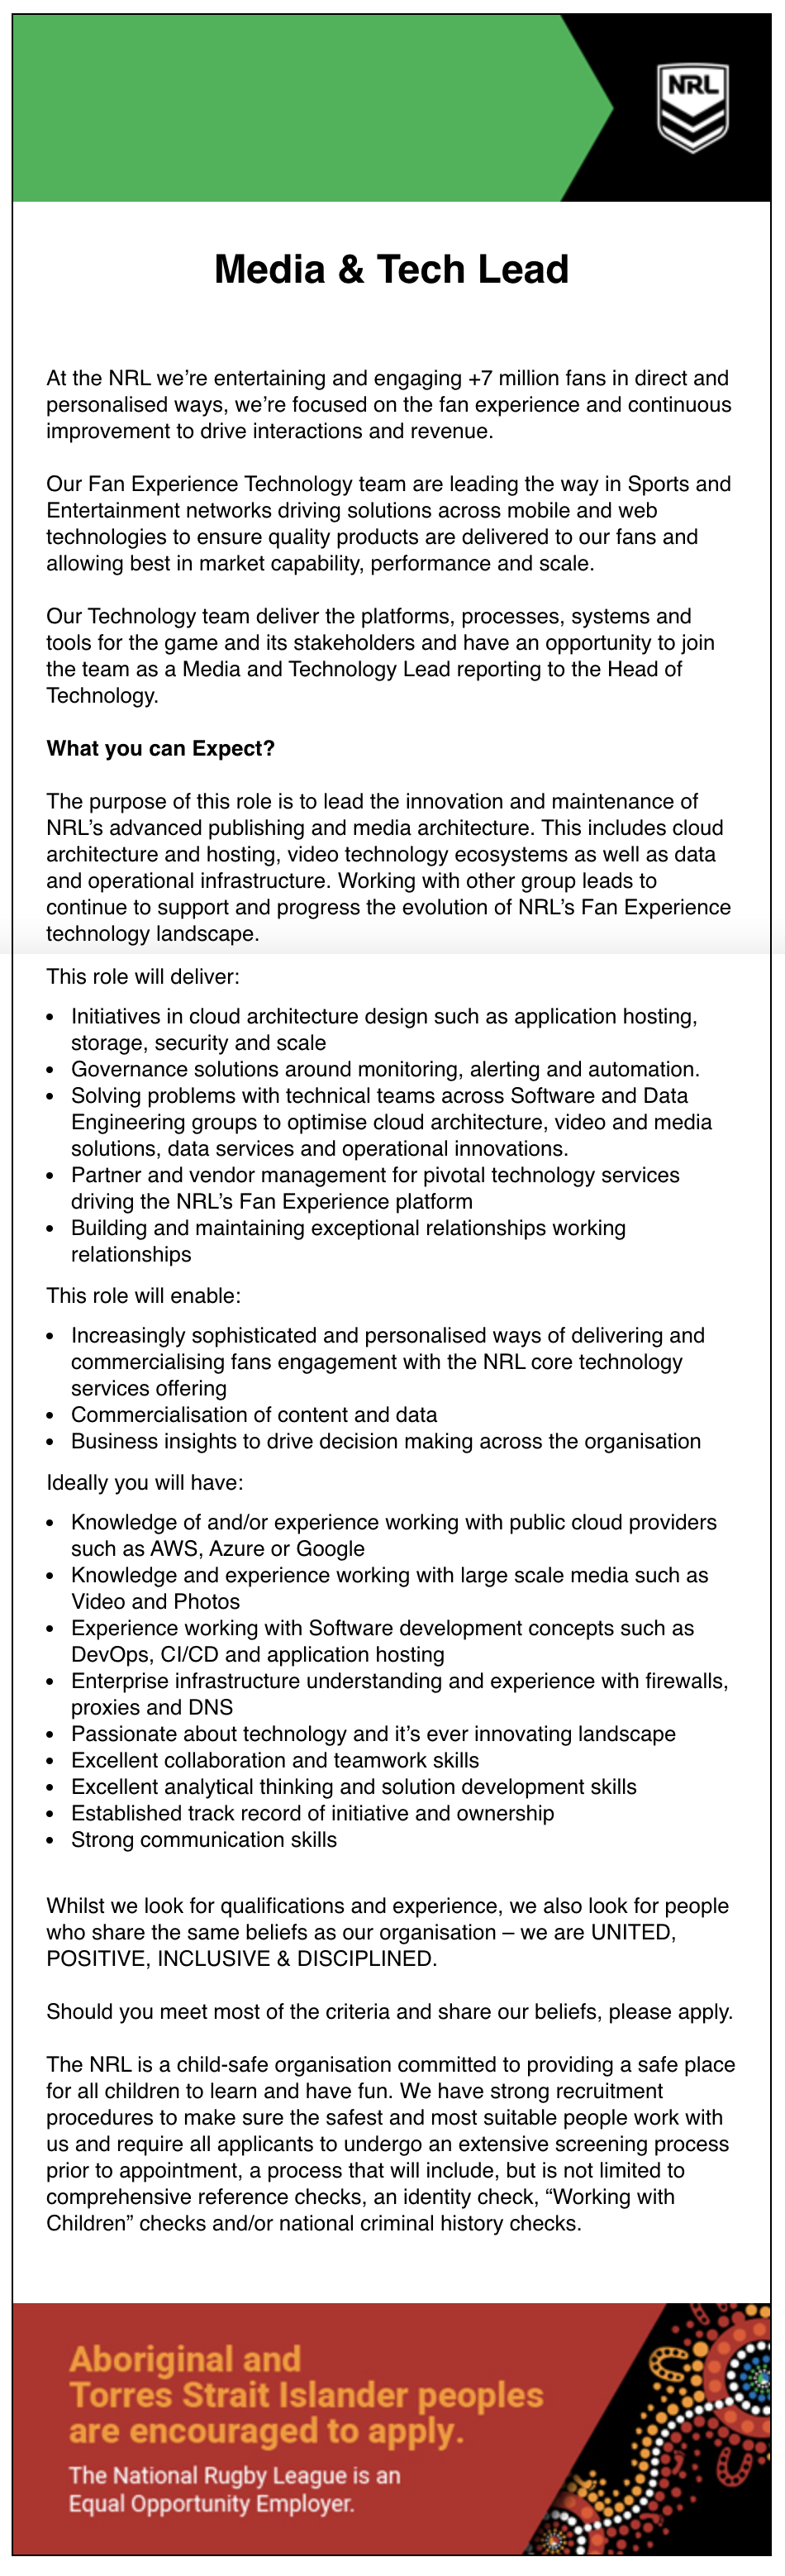 NRL
Media & Tech Lead
At the NRL we’re entertaining and engaging +7 million fans in direct and
personalised ways, we’re focused on the fan experience and continuous
improvement to drive interactions and revenue.
Our Fan Experience Technology team are leading the way in Sports and
Entertainment networks driving solutions across mobile and web
technologies to ensure quality products are delivered to our fans and
allowing best in market capability, performance and scale.
Our Technology team deliver the platforms, processes, systems and
tools for the game and its stakeholders and have an opportunity to join
the team as a Media and Technology Lead reporting to the Head of
Technology.
What you can Expect?
The purpose of this role is to lead the innovation and maintenance of
NRL’s advanced publishing and media architecture. This includes cloud
architecture and hosting, video technology ecosystems as well as data
and operational infrastructure. Working with other group leads to
continue to support and progress the evolution of NRL’s Fan Experience
technology landscape.
This role will deliver:
• Initiatives in cloud architecture design such as application hosting,
storage, security and scale
• Governance solutions around monitoring, alerting and automation.
• Solving problems with technical teams across Software and Data
Engineering groups to optimise cloud architecture, video and media
solutions, data services and operational innovations.
• Partner and vendor management for pivotal technology services
driving the NRL’s Fan Experience platform
• Building and maintaining exceptional relationships working
relationships
This role will enable:
• Increasingly sophisticated and personalised ways of delivering and
commercialising fans engagement with the NRL core technology
services offering
• Commercialisation of content and data
• Business insights to drive decision making across the organisation
Ideally you will have:
• Knowledge of and/or experience working with public cloud providers
such as AWS, Azure or Google
• Knowledge and experience working with large scale media such as
Video and Photos
• Experience working with Software development concepts such as
DevOps, CI/CD and application hosting
• Enterprise infrastructure understanding and experience with firewalls,
proxies and DNS
• Passionate about technology and it’s ever innovating landscape
• Excellent collaboration and teamwork skills
• Excellent analytical thinking and solution development skills
• Established track record of initiative and ownership
• Strong communication skills
Whilst we look for qualifications and experience, we also look for people
who share the same beliefs as our organisation – we are UNITED,
POSITIVE, INCLUSIVE & DISCIPLINED.
Should you meet most of the criteria and share our beliefs, please apply.
The NRL is a child-safe organisation committed to providing a safe place
for all children to learn and have fun. We have strong recruitment
procedures to make sure the safest and most suitable people work with
us and require all applicants to undergo an extensive screening process
prior to appointment, a process that will include, but is not limited to
comprehensive reference checks, an identity check, “Working with
Children” checks and/or national criminal history checks.
Aboriginal and
Torres Strait Islander peoples
are encouraged to apply.
The National Rugby League is an
Equal Opportunity Employer.